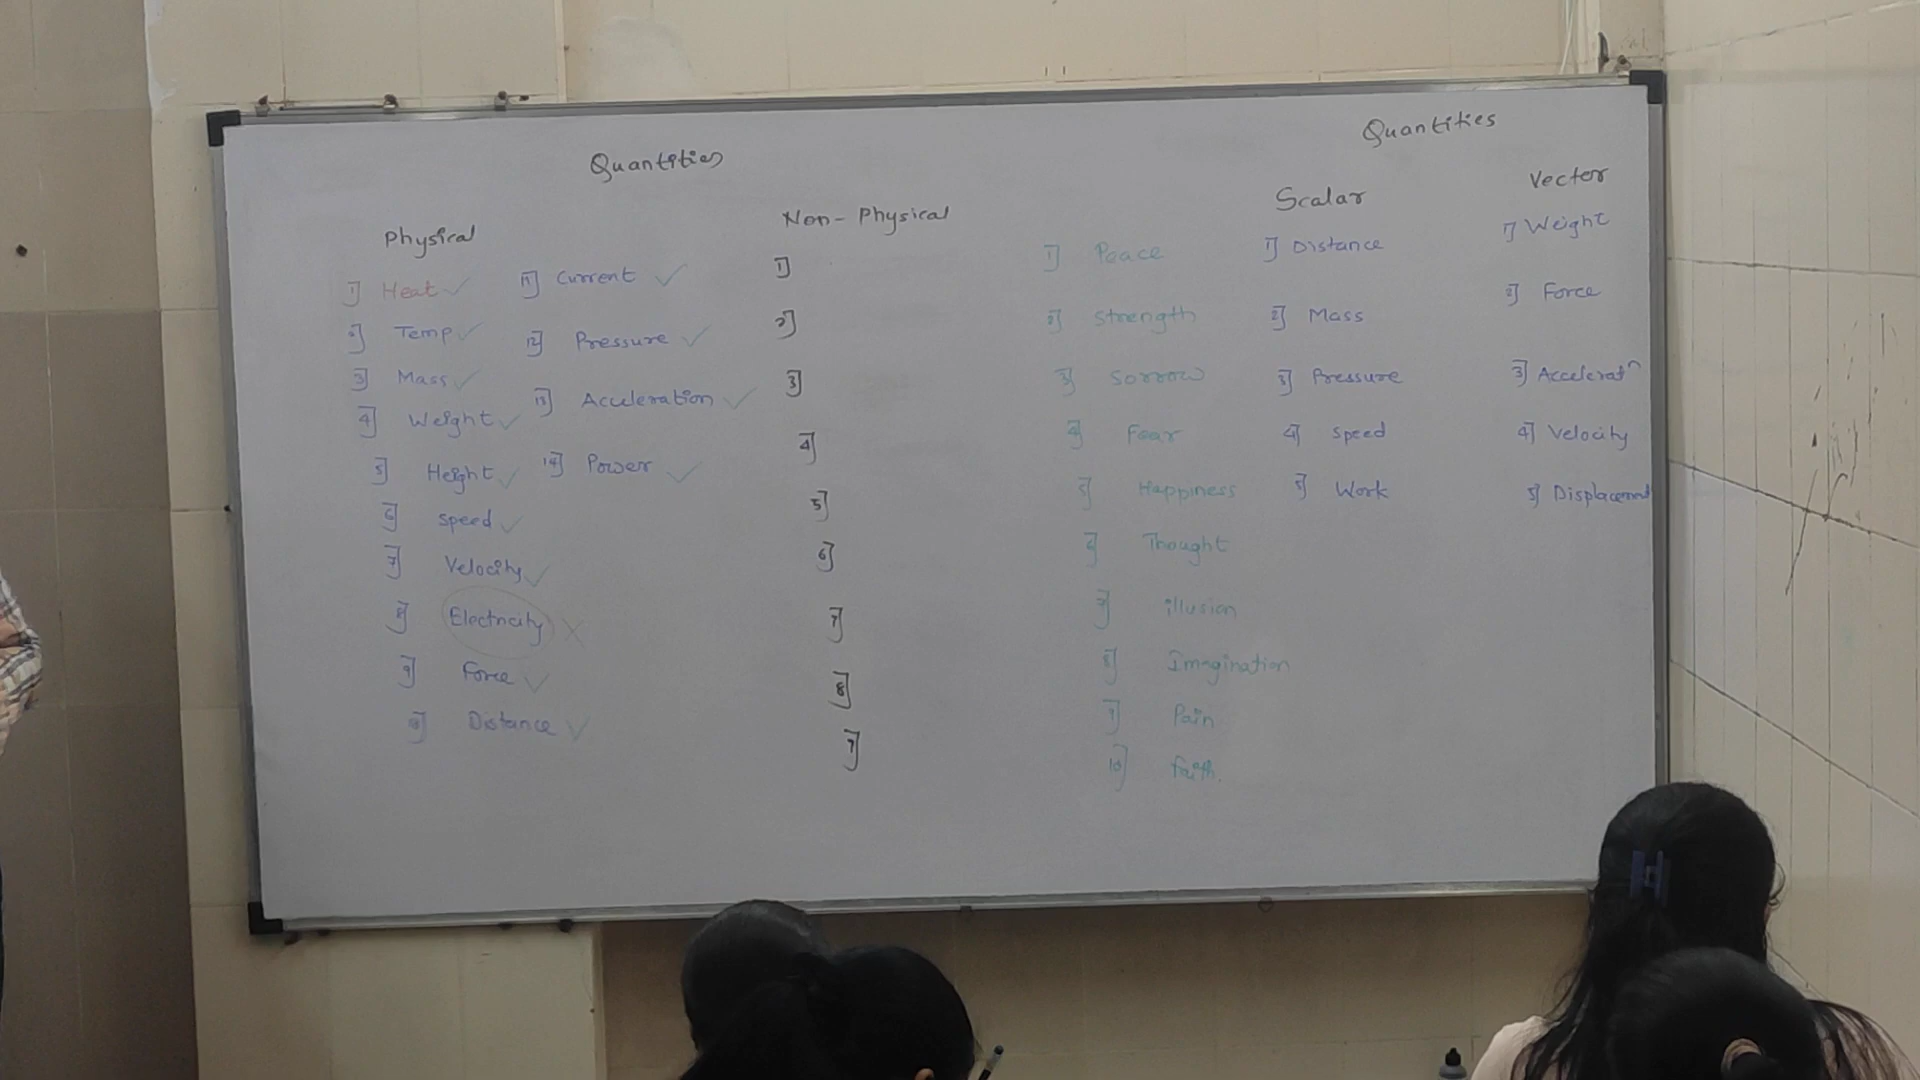 Quantities
Physical
1] Heat ✓
2] Temp ✓
3] Mass ✓
4] Weight ✓
5] Height ✓
6] Speed ✓
7] Velocity ✓
8] Electricity ✗
9] Force ✓
10] Distance ✓
11] Current ✓
12] Pressure ✓
13] Acculeration ✓
14] Power ✓
Non-Physical
1]
2]
3]
4]
5]
6]
7]
8]
9]
1] Peace
2] Strength
3] Sorrow
4] Fear
5] Happiness
6] Thought
7] illusion
8] Imagination
9] Pain
10] faith.
Quantities
Scalar
1] Distance
2] Mass
3] Pressure
4] Speed
5] Work
Vector
1] Weight
2] Force
3] Accelerat^n
4] Velocity
5] Displacement